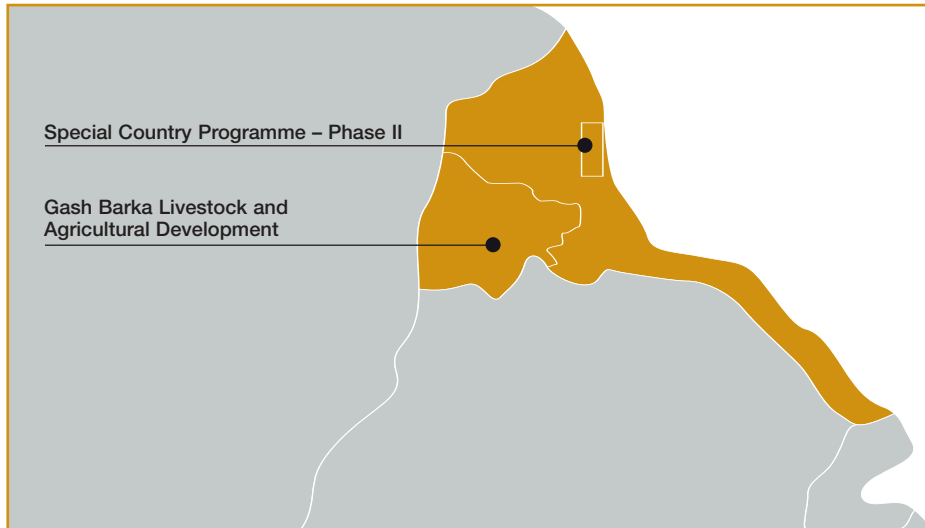 Special Country Programme – Phase II
Gash Barka Livestock and
Agricultural Development